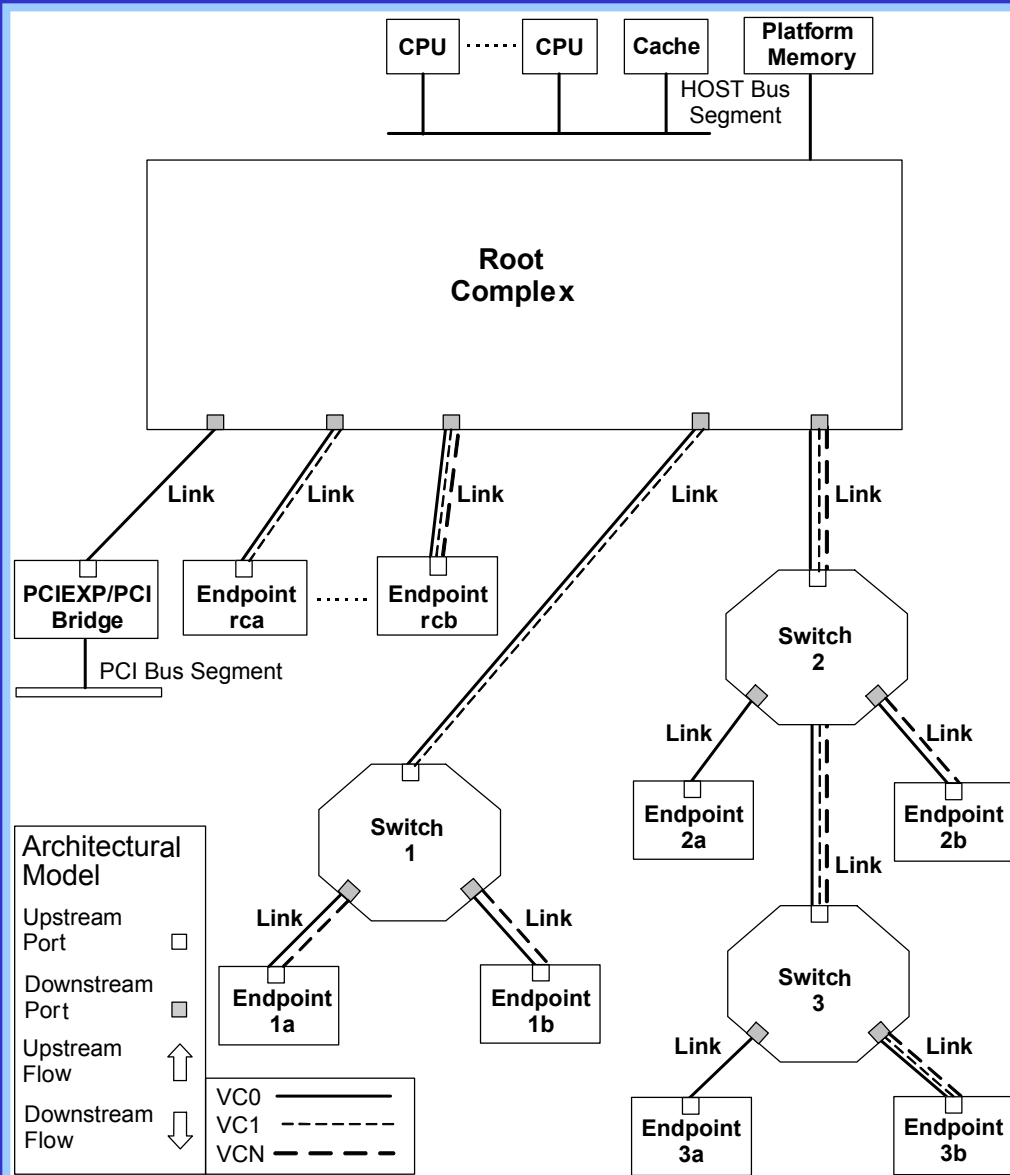 CPU
CPU
Cache
Platform
Memory
HOST Bus
Segment
Root
Complex
Link
Link
Link
Link
Link
PCIEXP/PCI
Bridge
Endpoint
rca
Endpoint
rcb
PCI Bus Segment
Switch
2
Link
Link
Endpoint
2a
Endpoint
2b
Switch
1
Link
Link
Link
Endpoint
1a
Endpoint
1b
Switch
3
Link
Link
Endpoint
3a
Endpoint
3b
Architectural
Model
Upstream
Port
Downstream
Port
Upstream
Flow
Downstream
Flow
VC0
VC1
VCN